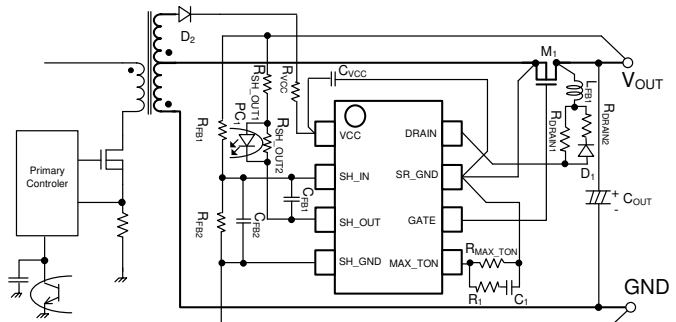 D2
M1
VOUT
CVCC
RVCC
RSH_OUT1
PC1
RSH_OUT2
LFB1
RDRAIN1
RDRAIN2
D1
COUT
+
-
RFB1
RFB2
CFB1
CFB2
VCC
SH_IN
SH_OUT
SH_GND
DRAIN
SR_GND
GATE
MAX_TON
RMAX_TON
R1
C1
Primary
Controler
GND